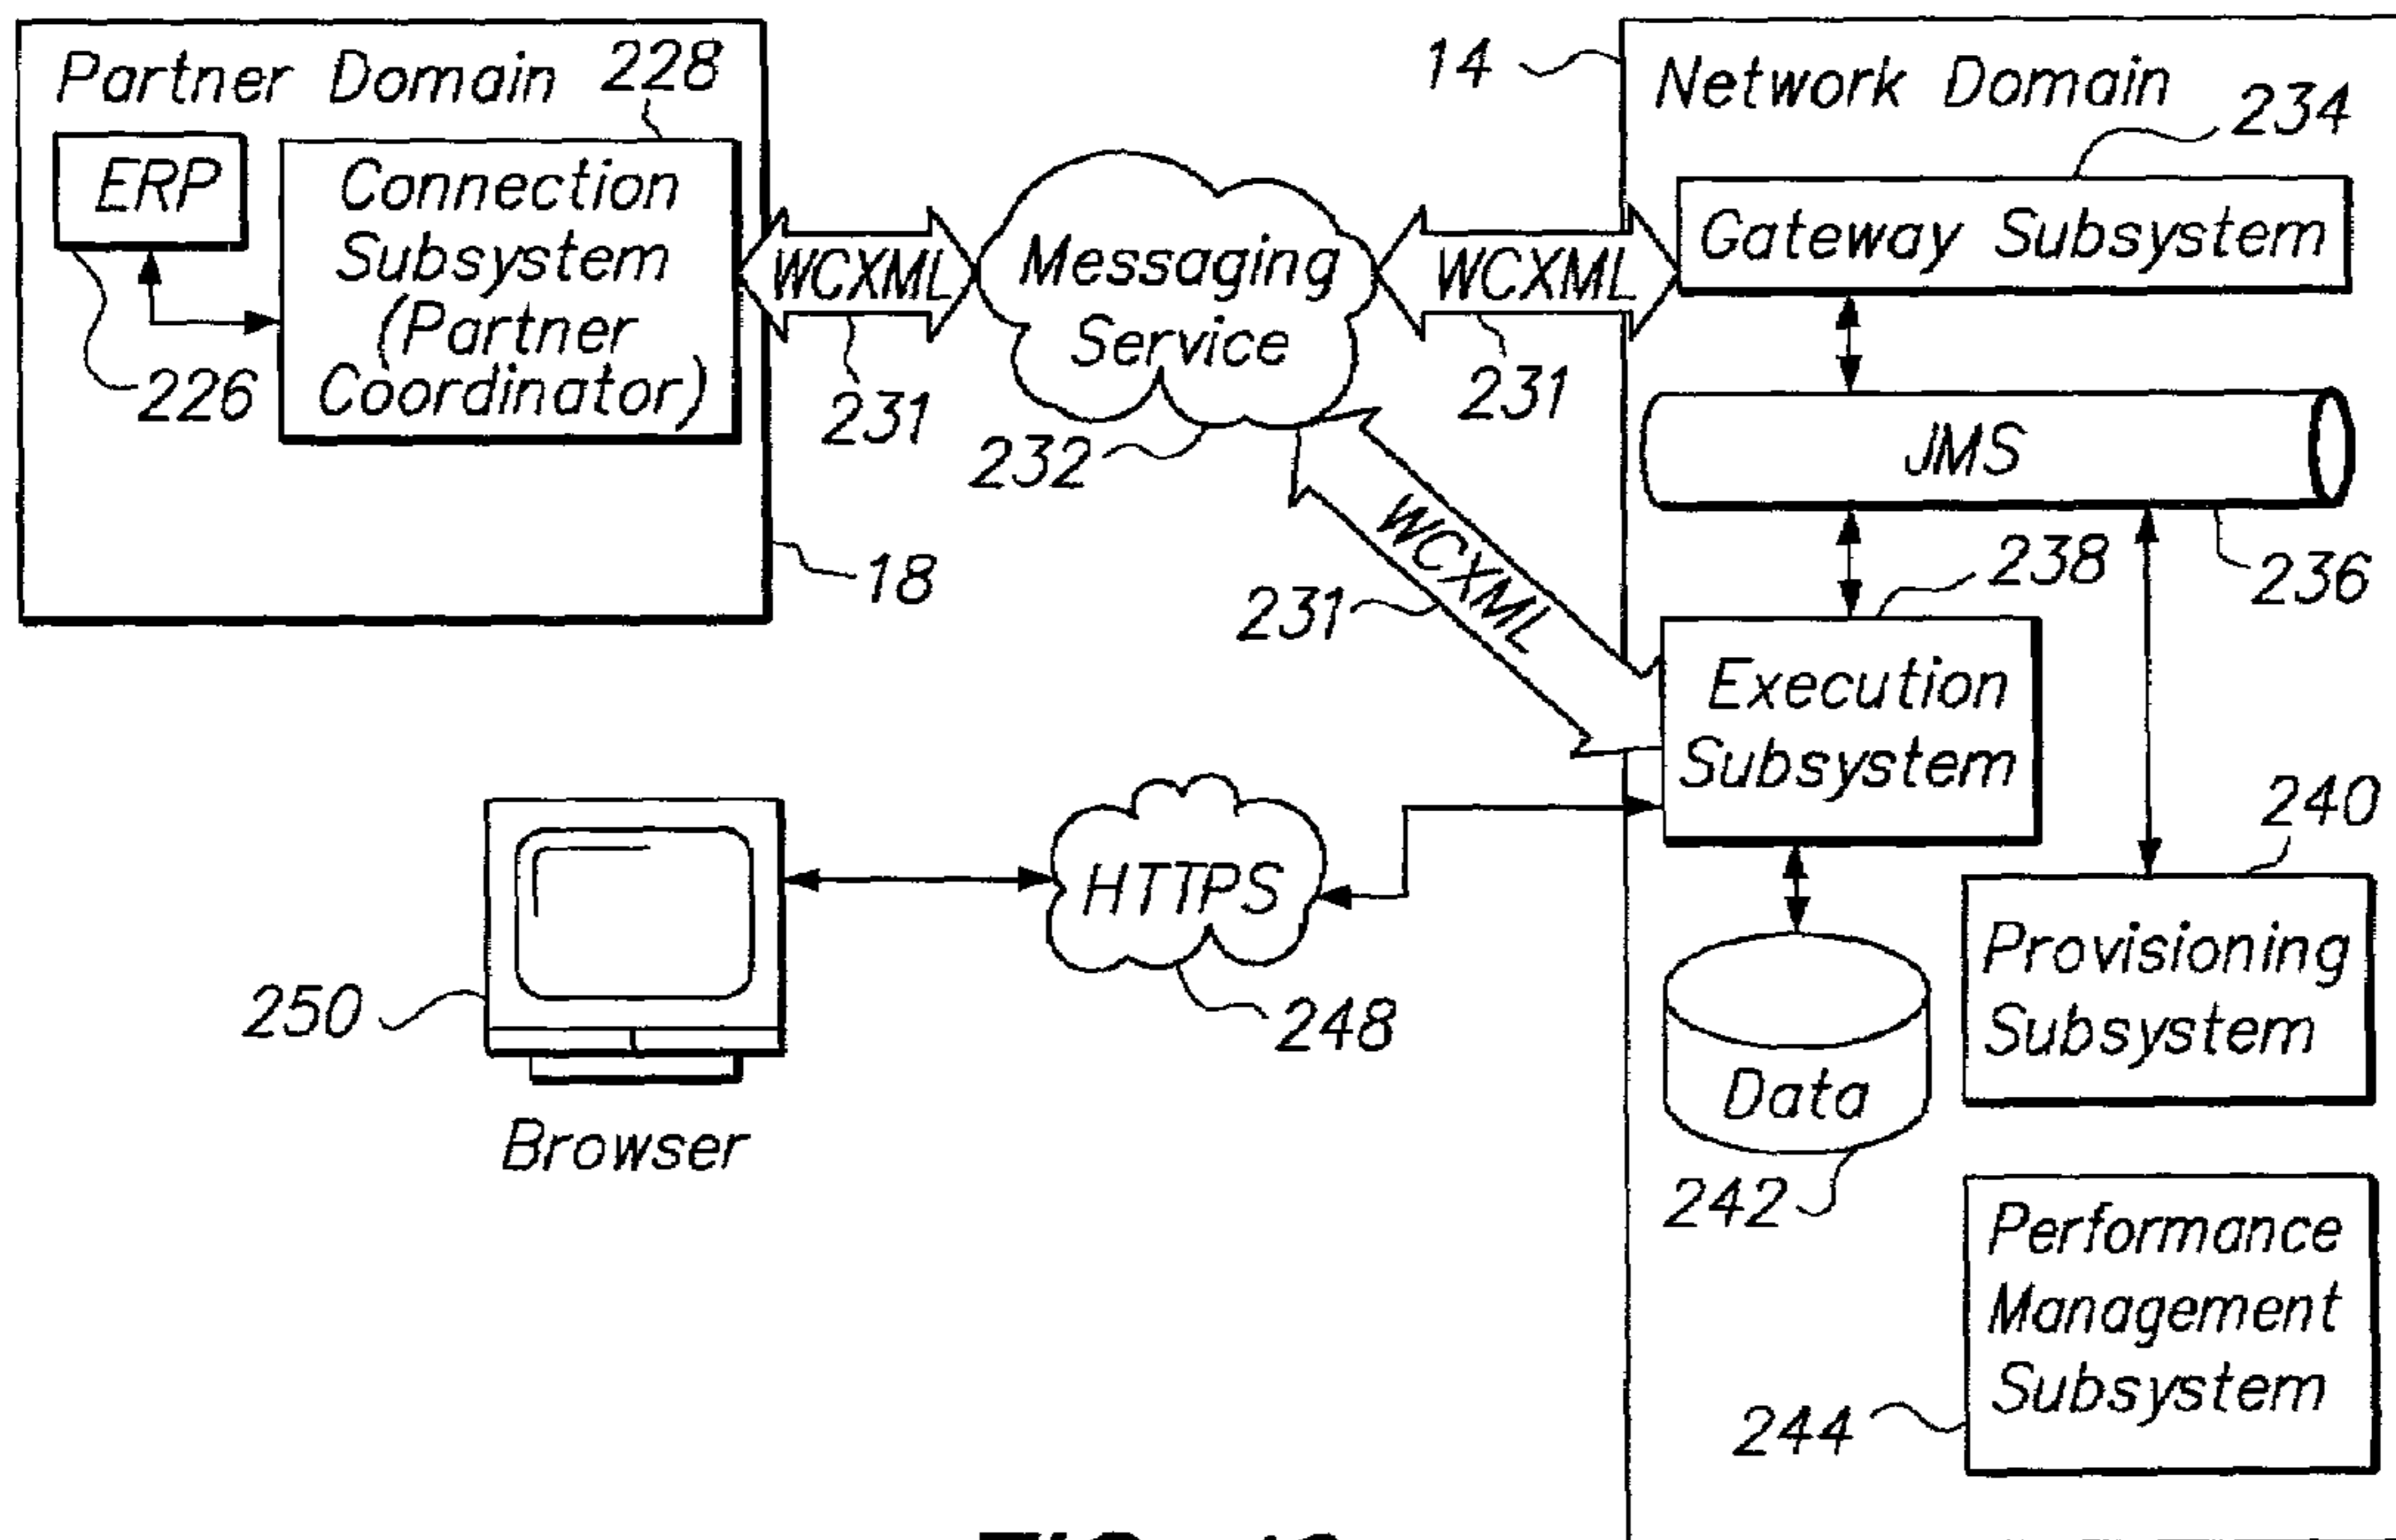 Partner Domain
228
ERP
Connection
Subsystem
(Partner
Coordinator)
226
18
WCXML
231
Messaging
Service
232
WCXML
231
WCXML
231
14
Network Domain
234
Gateway Subsystem
JMS
236
238
Execution
Subsystem
240
Provisioning
Subsystem
Data
242
Performance
Management
Subsystem
244
HTTPS
248
250
Browser